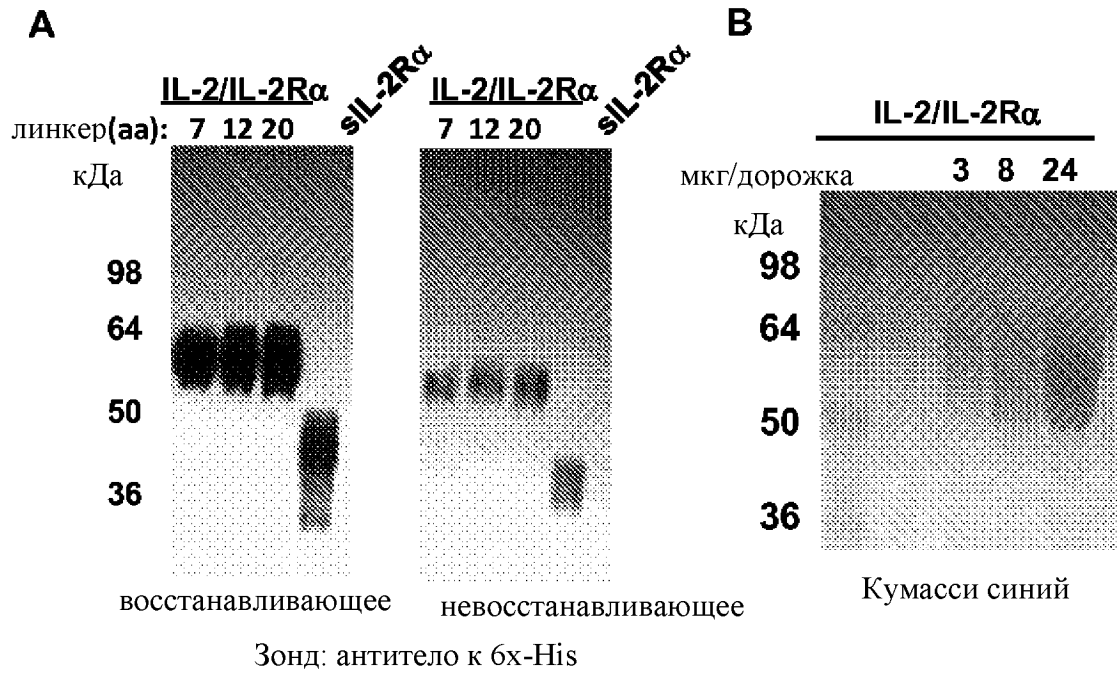 A
IL-2/IL-2Rα sIL-2Rα
линкер(aa): 7 12 20
кДа
98
64
50
36
восстанавливающее
IL-2/IL-2Rα sIL-2Rα
7 12 20
невосстанавливающее
Зонд: антитело к 6x-His
B
IL-2/IL-2Rα
мкг/дорожка 3 8 24
кДа
98
64
50
36
Кумасси синий